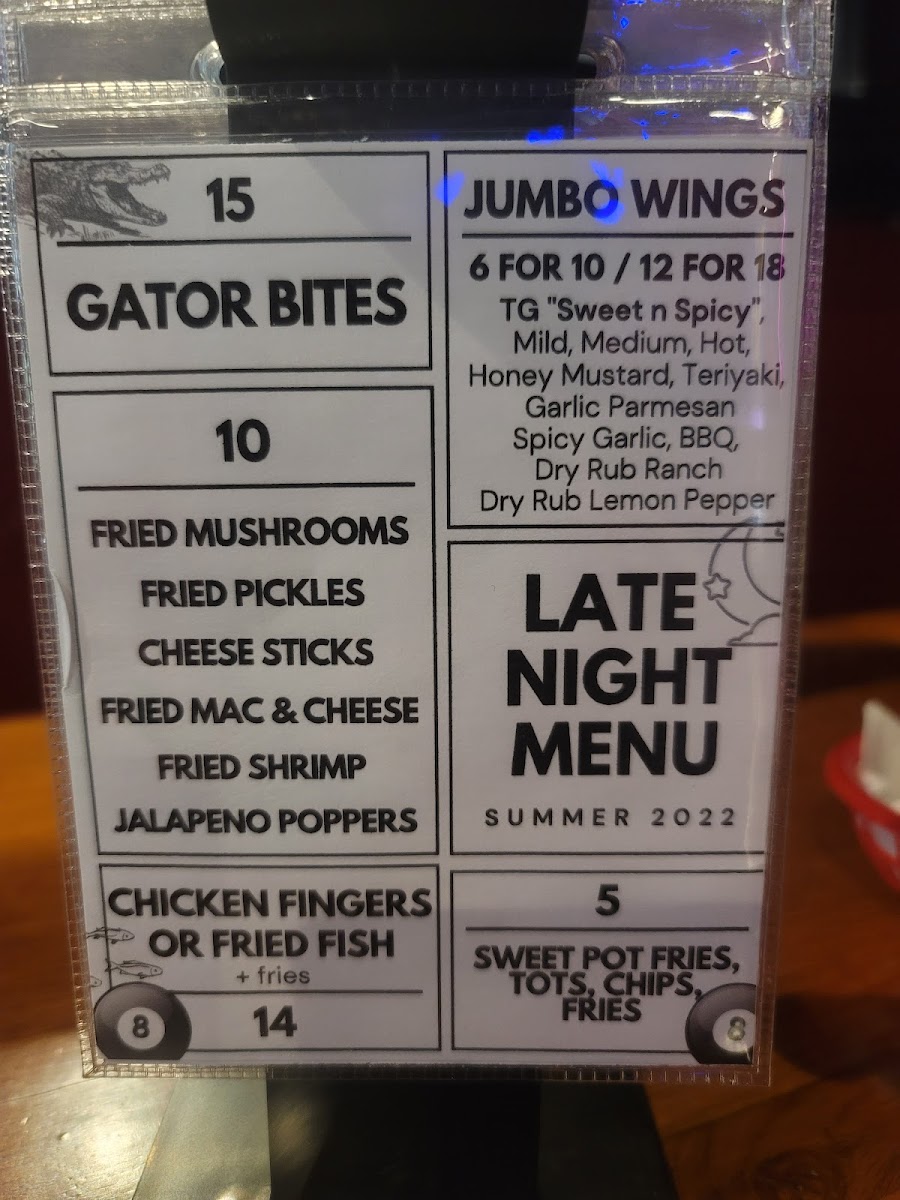 15
GATOR BITES
10
FRIED MUSHROOMS
FRIED PICKLES
CHEESE STICKS
FRIED MAC & CHEESE
FRIED SHRIMP
JALAPENO POPPERS
CHICKEN FINGERS
OR FRIED FISH
+ fries
14
8
JUMBO WINGS
6 FOR 10 / 12 FOR 18
TG "Sweet n Spicy",
Mild, Medium, Hot,
Honey Mustard, Teriyaki,
Garlic Parmesan
Spicy Garlic, BBQ,
Dry Rub Ranch
Dry Rub Lemon Pepper
LATE
NIGHT
MENU
SUMMER 2022
5
SWEET POT FRIES,
TOTS, CHIPS,
FRIES
8